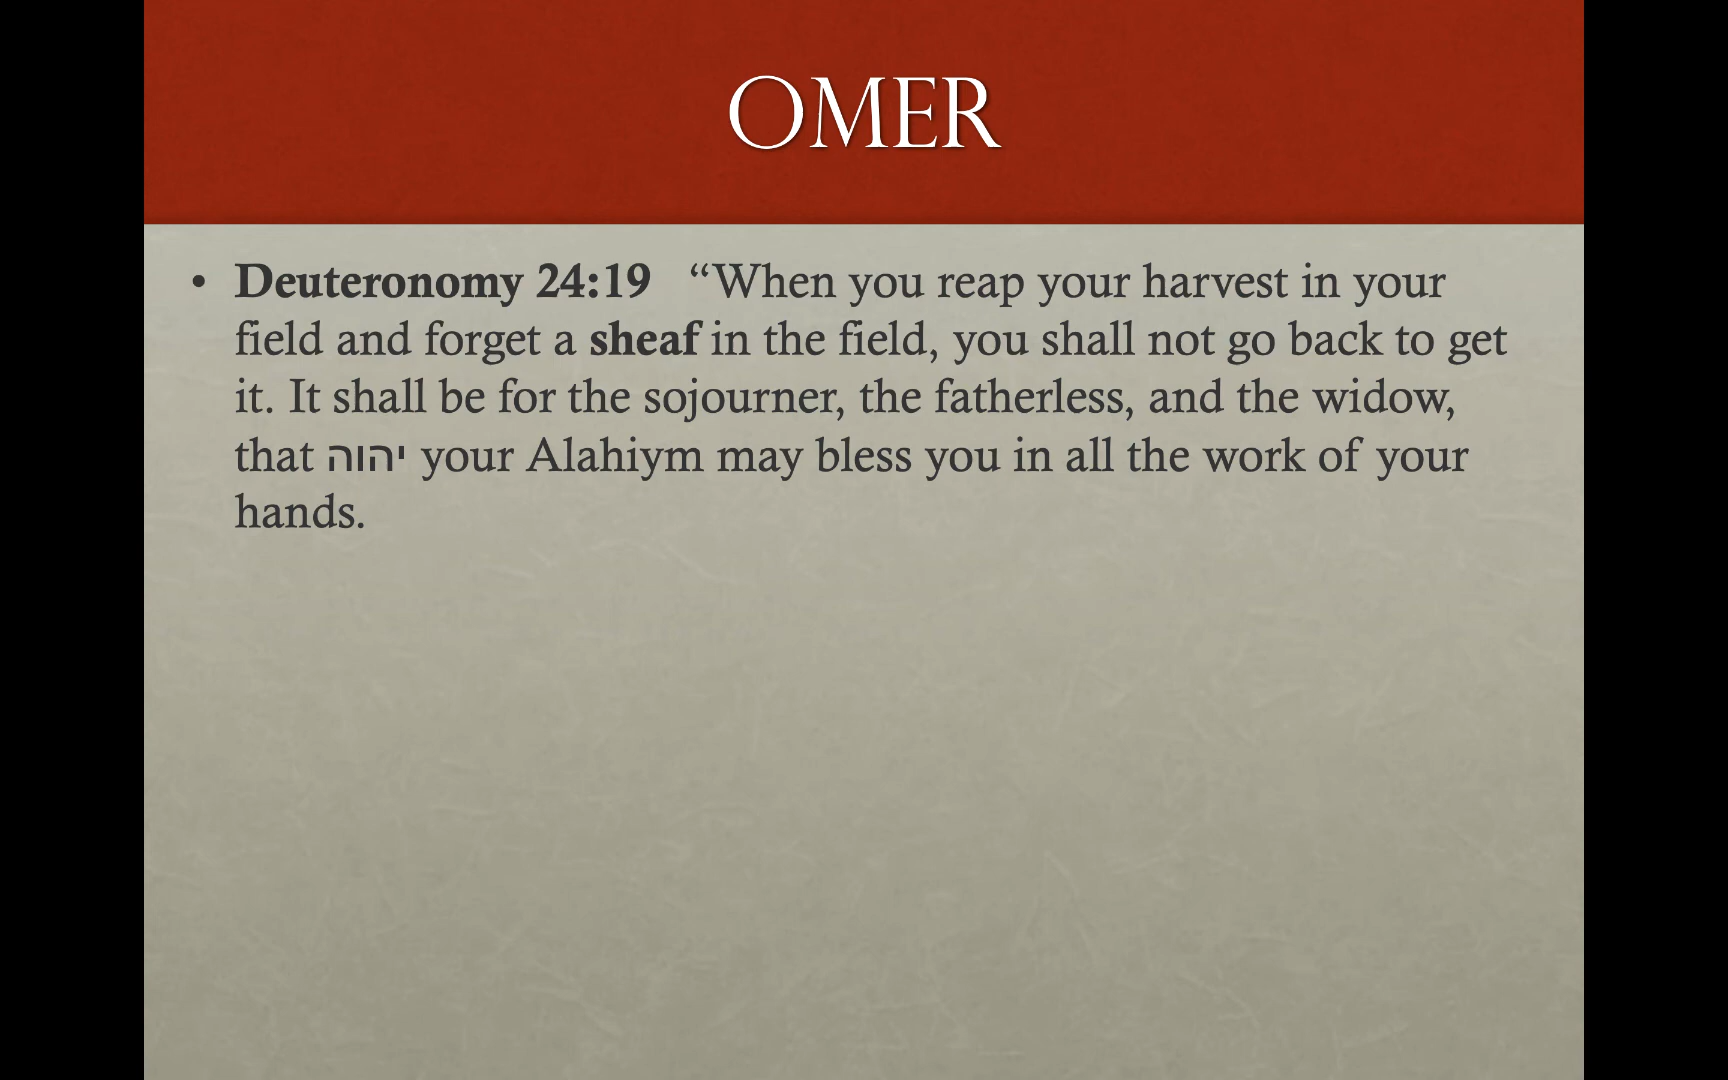 OMER
• Deuteronomy 24:19 “When you reap your harvest in your
field and forget a sheaf in the field, you shall not go back to get
it. It shall be for the sojourner, the fatherless, and the widow,
that יהוה your Alahiym may bless you in all the work of your
hands.